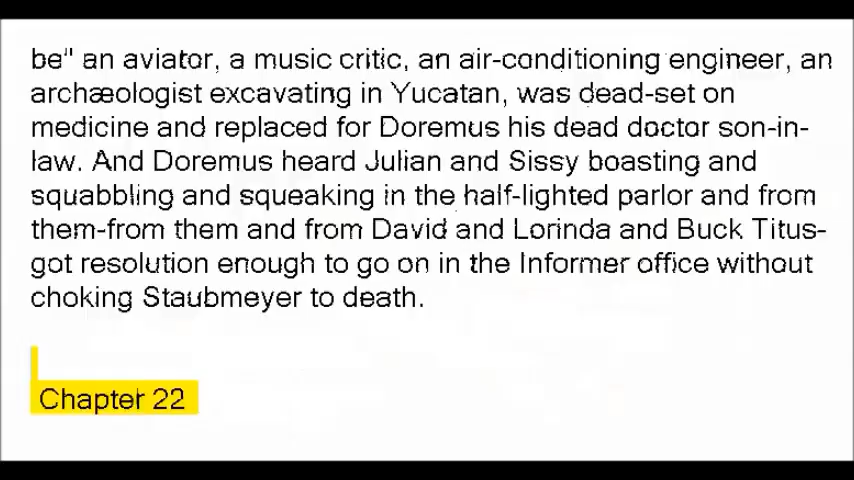 be" an aviator, a music critic, an air-conditioning engineer, an
archæologist excavating in Yucatan, was dead-set on
medicine and replaced for Doremus his dead doctor son-in-
law. And Doremus heard Julian and Sissy boasting and
squabbling and squeaking in the half-lighted parlor and from
them-from them and from David and Lorinda and Buck Titus-
got resolution enough to go on in the Informer office without
choking Staubmeyer to death.
Chapter 22